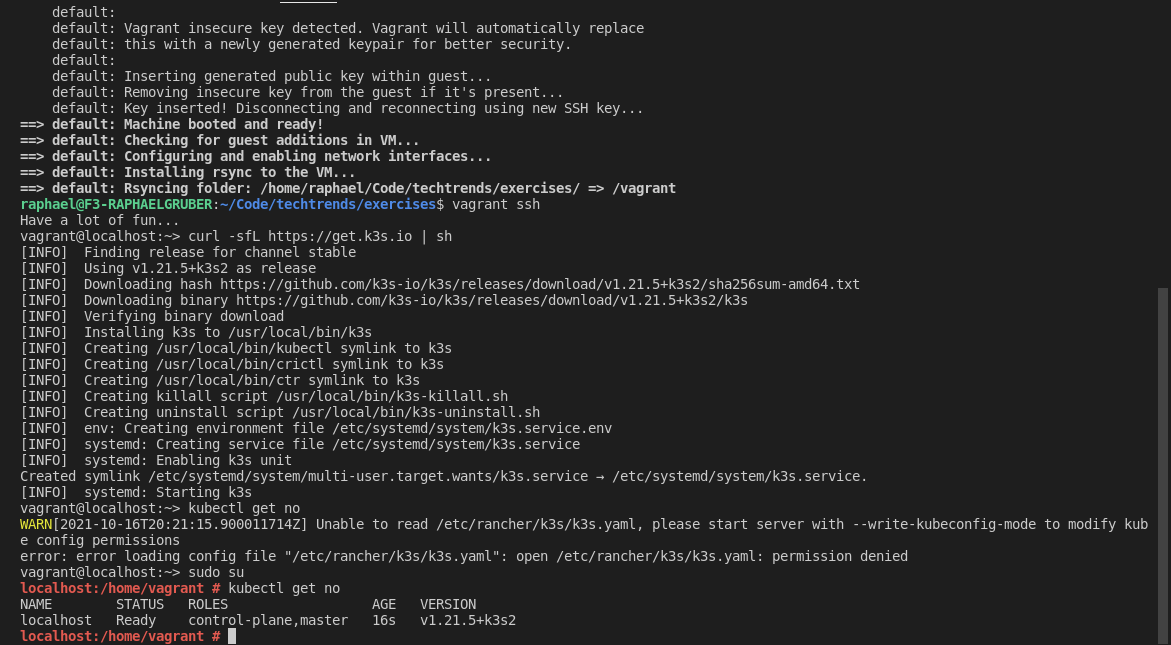 default:
    default: Vagrant insecure key detected. Vagrant will automatically replace
    default: this with a newly generated keypair for better security.
    default:
    default: Inserting generated public key within guest...
    default: Removing insecure key from the guest if it's present...
    default: Key inserted! Disconnecting and reconnecting using new SSH key...
==> default: Machine booted and ready!
==> default: Checking for guest additions in VM...
==> default: Configuring and enabling network interfaces...
==> default: Installing rsync to the VM...
==> default: Rsyncing folder: /home/raphael/Code/techtrends/exercises/ => /vagrant
raphael@F3-RAPHAELGRUBER:~/Code/techtrends/exercises$ vagrant ssh
Have a lot of fun...
vagrant@localhost:~> curl -sfL https://get.k3s.io | sh
[INFO]  Finding release for channel stable
[INFO]  Using v1.21.5+k3s2 as release
[INFO]  Downloading hash https://github.com/k3s-io/k3s/releases/download/v1.21.5+k3s2/sha256sum-amd64.txt
[INFO]  Downloading binary https://github.com/k3s-io/k3s/releases/download/v1.21.5+k3s2/k3s
[INFO]  Verifying binary download
[INFO]  Installing k3s to /usr/local/bin/k3s
[INFO]  Creating /usr/local/bin/kubectl symlink to k3s
[INFO]  Creating /usr/local/bin/crictl symlink to k3s
[INFO]  Creating /usr/local/bin/ctr symlink to k3s
[INFO]  Creating killall script /usr/local/bin/k3s-killall.sh
[INFO]  Creating uninstall script /usr/local/bin/k3s-uninstall.sh
[INFO]  env: Creating environment file /etc/systemd/system/k3s.service.env
[INFO]  systemd: Creating service file /etc/systemd/system/k3s.service
[INFO]  systemd: Enabling k3s unit
Created symlink /etc/systemd/system/multi-user.target.wants/k3s.service → /etc/systemd/system/k3s.service.
[INFO]  systemd: Starting k3s
vagrant@localhost:~> kubectl get no
WARN[2021-10-16T20:21:15.900011714Z] Unable to read /etc/rancher/k3s/k3s.yaml, please start server with --write-kubeconfig-mode to modify kub
e config permissions
error: error loading config file "/etc/rancher/k3s/k3s.yaml": open /etc/rancher/k3s/k3s.yaml: permission denied
vagrant@localhost:~> sudo su
localhost:/home/vagrant # kubectl get no
NAME        STATUS   ROLES                  AGE   VERSION
localhost   Ready    control-plane,master   16s   v1.21.5+k3s2
localhost:/home/vagrant #